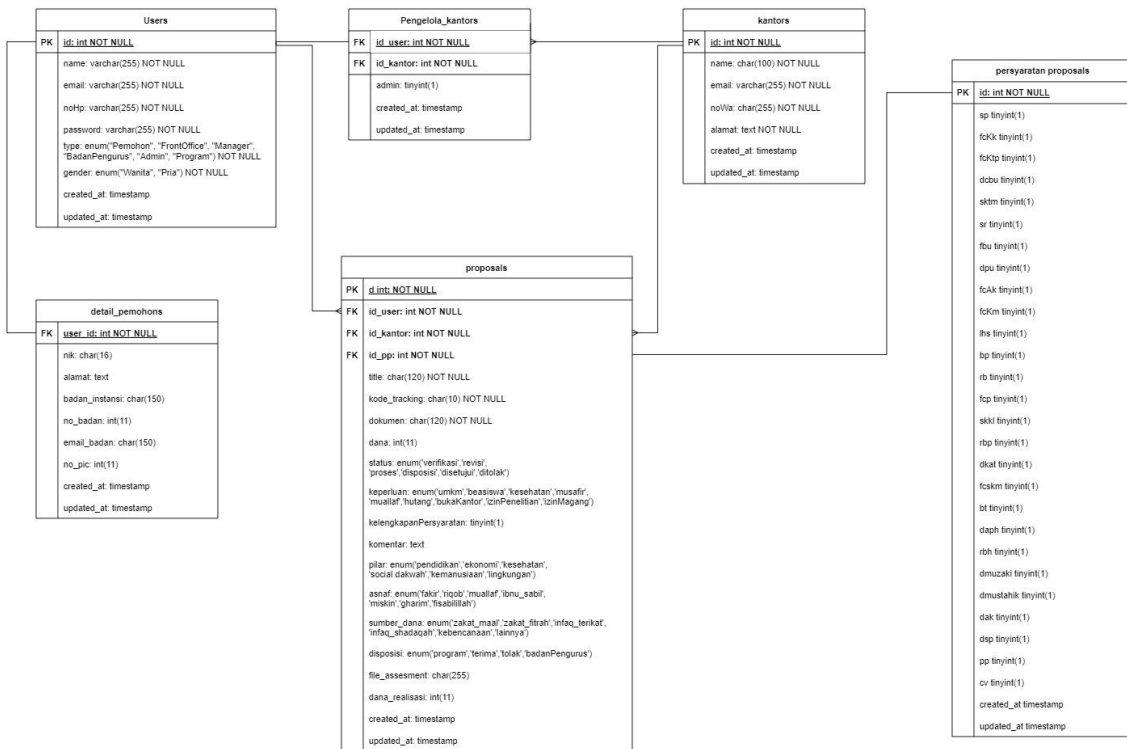 Users
PK id: int NOT NULL
name: varchar(255) NOT NULL
email: varchar(255) NOT NULL
noHp: varchar(255) NOT NULL
password: varchar(255) NOT NULL
type: enum("Pemohon", "FrontOffice", "Manager",
"BadanPengurus", "Admin", "Program") NOT NULL
gender: enum("Wanita", "Pria") NOT NULL
created_at: timestamp
updated_at: timestamp
Pengelola_kantors
FK id_user: int NOT NULL
FK id_kantor: int NOT NULL
admin: tinyint(1)
created_at: timestamp
updated_at: timestamp
kantors
PK id: int NOT NULL
name: char(100) NOT NULL
email: varchar(255) NOT NULL
noWa: char(255) NOT NULL
alamat: text NOT NULL
created_at: timestamp
updated_at: timestamp
persyaratan proposals
PK id: int NOT NULL
sp tinyint(1)
fcKk tinyint(1)
fcKtp tinyint(1)
dcbu tinyint(1)
sktm tinyint(1)
sr tinyint(1)
fbu tinyint(1)
dpu tinyint(1)
fcAk tinyint(1)
fcKm tinyint(1)
lhs tinyint(1)
bp tinyint(1)
rb tinyint(1)
fcp tinyint(1)
skkl tinyint(1)
rbp tinyint(1)
dkat tinyint(1)
fcskm tinyint(1)
bt tinyint(1)
daph tinyint(1)
rbh tinyint(1)
dmuzaki tinyint(1)
dmustahik tinyint(1)
dak tinyint(1)
dsp tinyint(1)
pp tinyint(1)
cv tinyint(1)
created_at timestamp
updated_at timestamp
detail_pemohons
FK user_id: int NOT NULL
nik: char(16)
alamat: text
badan_instansi: char(150)
no_badan: int(11)
email_badan: char(150)
no_pic: int(11)
created_at: timestamp
updated_at: timestamp
proposals
PK d int: NOT NULL
FK id_user: int NOT NULL
FK id_kantor: int NOT NULL
FK id_pp: int NOT NULL
title: char(120) NOT NULL
kode_tracking: char(10) NOT NULL
dokumen: char(120) NOT NULL
dana: int(11)
status: enum('verifikasi','revisi',
'proses','disposisi','disetujui','ditolak')
keperluan: enum('umkm','beasiswa','kesehatan','musafir',
'muallaf','hutang','bukaKantor','izinPenelitian','izinMagang')
kelengkapanPersyaratan: tinyint(1)
komentar: text
pilar: enum('pendidikan','ekonomi','kesehatan',
'social dakwah','kemanusiaan','lingkungan')
asnaf: enum('fakir','riqob','muallaf','ibnu_sabil',
'miskin','gharim','fisabilillah')
sumber_dana: enum('zakat_maal','zakat_fitrah','infaq_terikat',
'infaq_shadaqah','kebencanaan','lainnya')
disposisi: enum('program','terima','tolak','badanPengurus')
file_assesment: char(255)
dana_realisasi: int(11)
created_at: timestamp
updated_at: timestamp